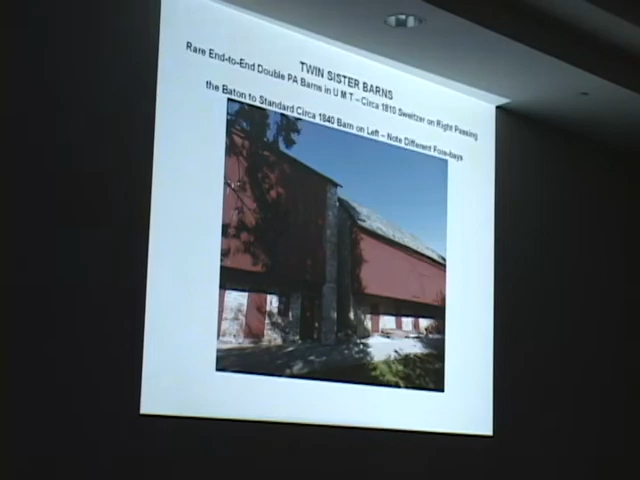 TWIN SISTER BARNS
Rare End-to-End Double PA Barns in U M T – Circa 1810 Sweitzer on Right Passing
the Baton to Standard Circa 1840 Barn on Left – Note Different Fore-bays